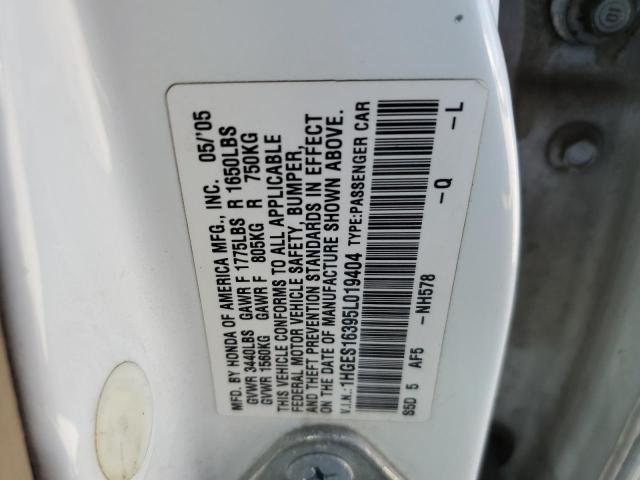 MFD. BY HONDA OF AMERICA MFG., INC. 05/'05
GVWR 3440LBS GAWR F 1775LBS R 1650LBS
GVWR 1560KG GAWR F 805KG R 750KG
THIS VEHICLE CONFORMS TO ALL APPLICABLE
FEDERAL MOTOR VEHICLE SAFETY, BUMPER,
AND THEFT PREVENTION STANDARDS IN EFFECT
ON THE DATE OF MANUFACTURE SHOWN ABOVE.
V.I.N.: 1HGES16395L019404 TYPE:PASSENGER CAR
S5D 5 AF5 -NH578 -Q -L